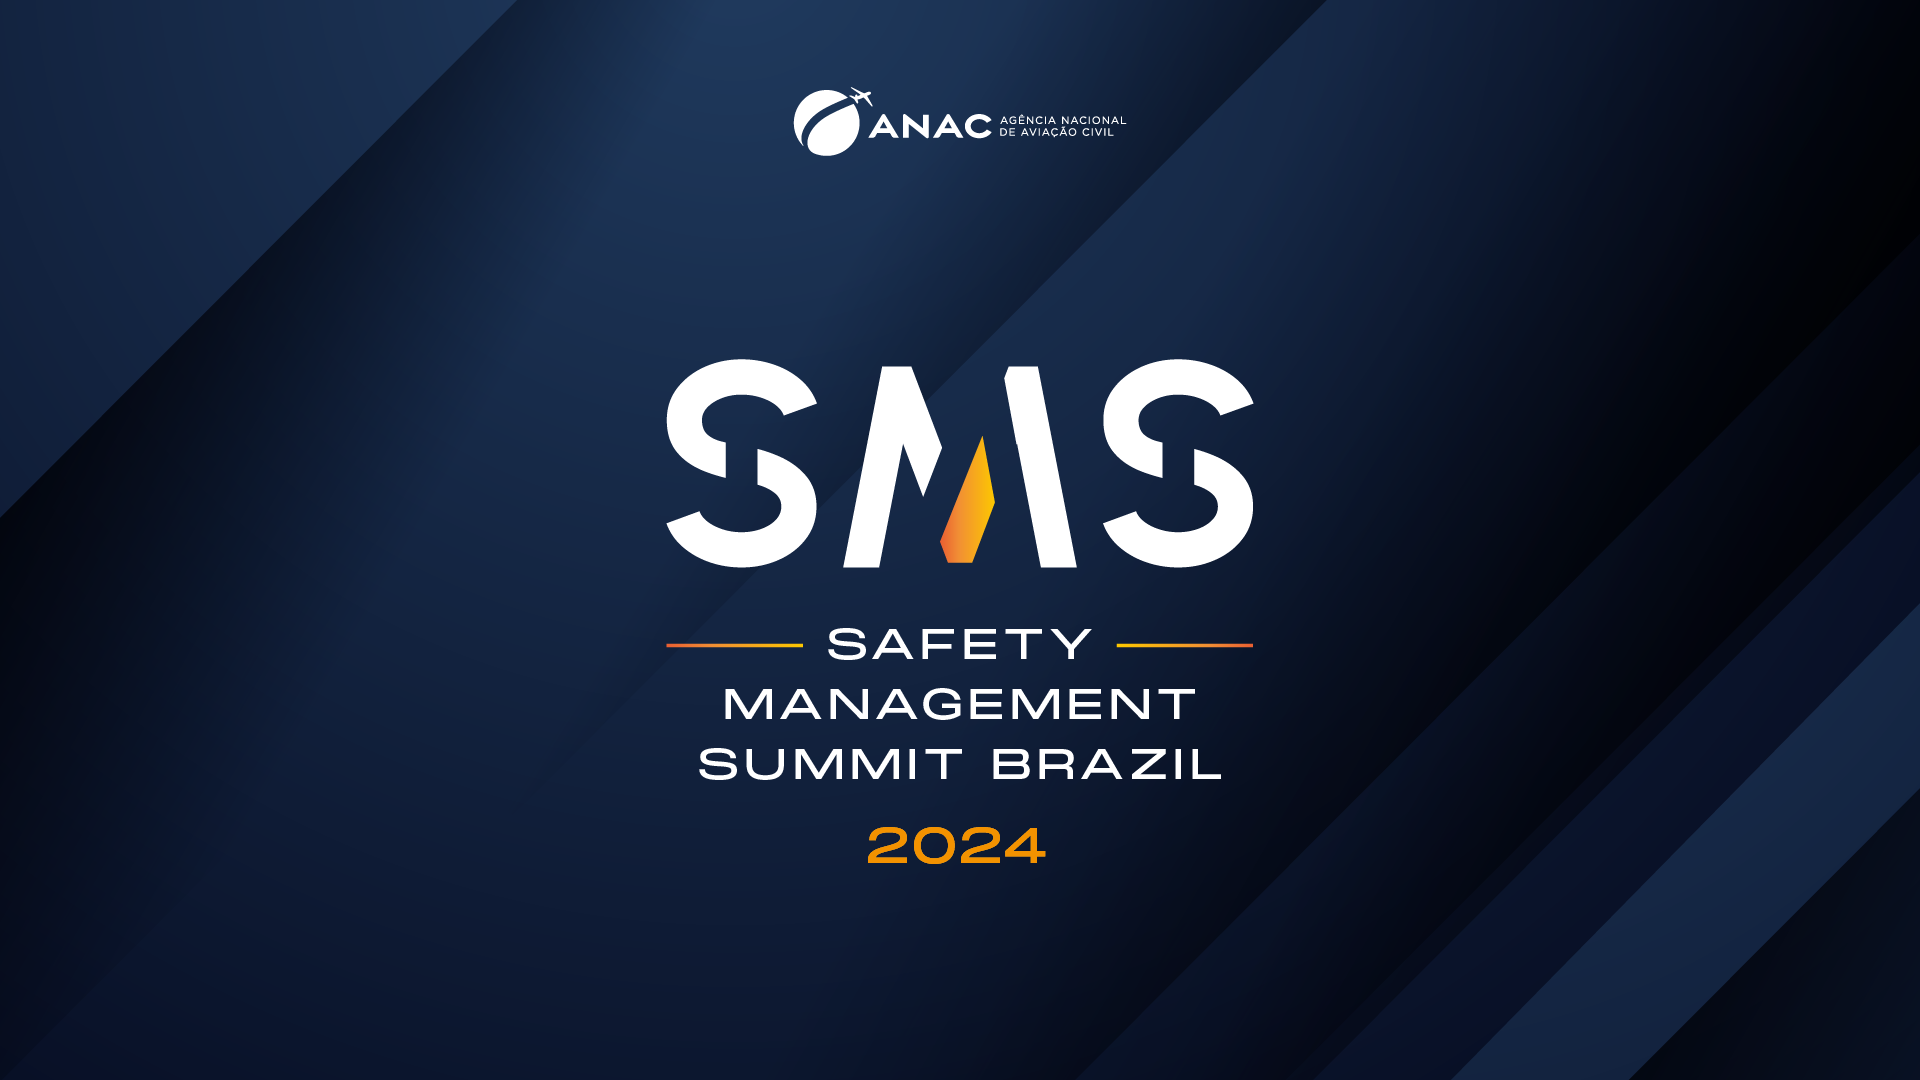 ANAC AGÊNCIA NACIONAL
DE AVIAÇÃO CIVIL
SMS
SAFETY
MANAGEMENT
SUMMIT BRAZIL
2024